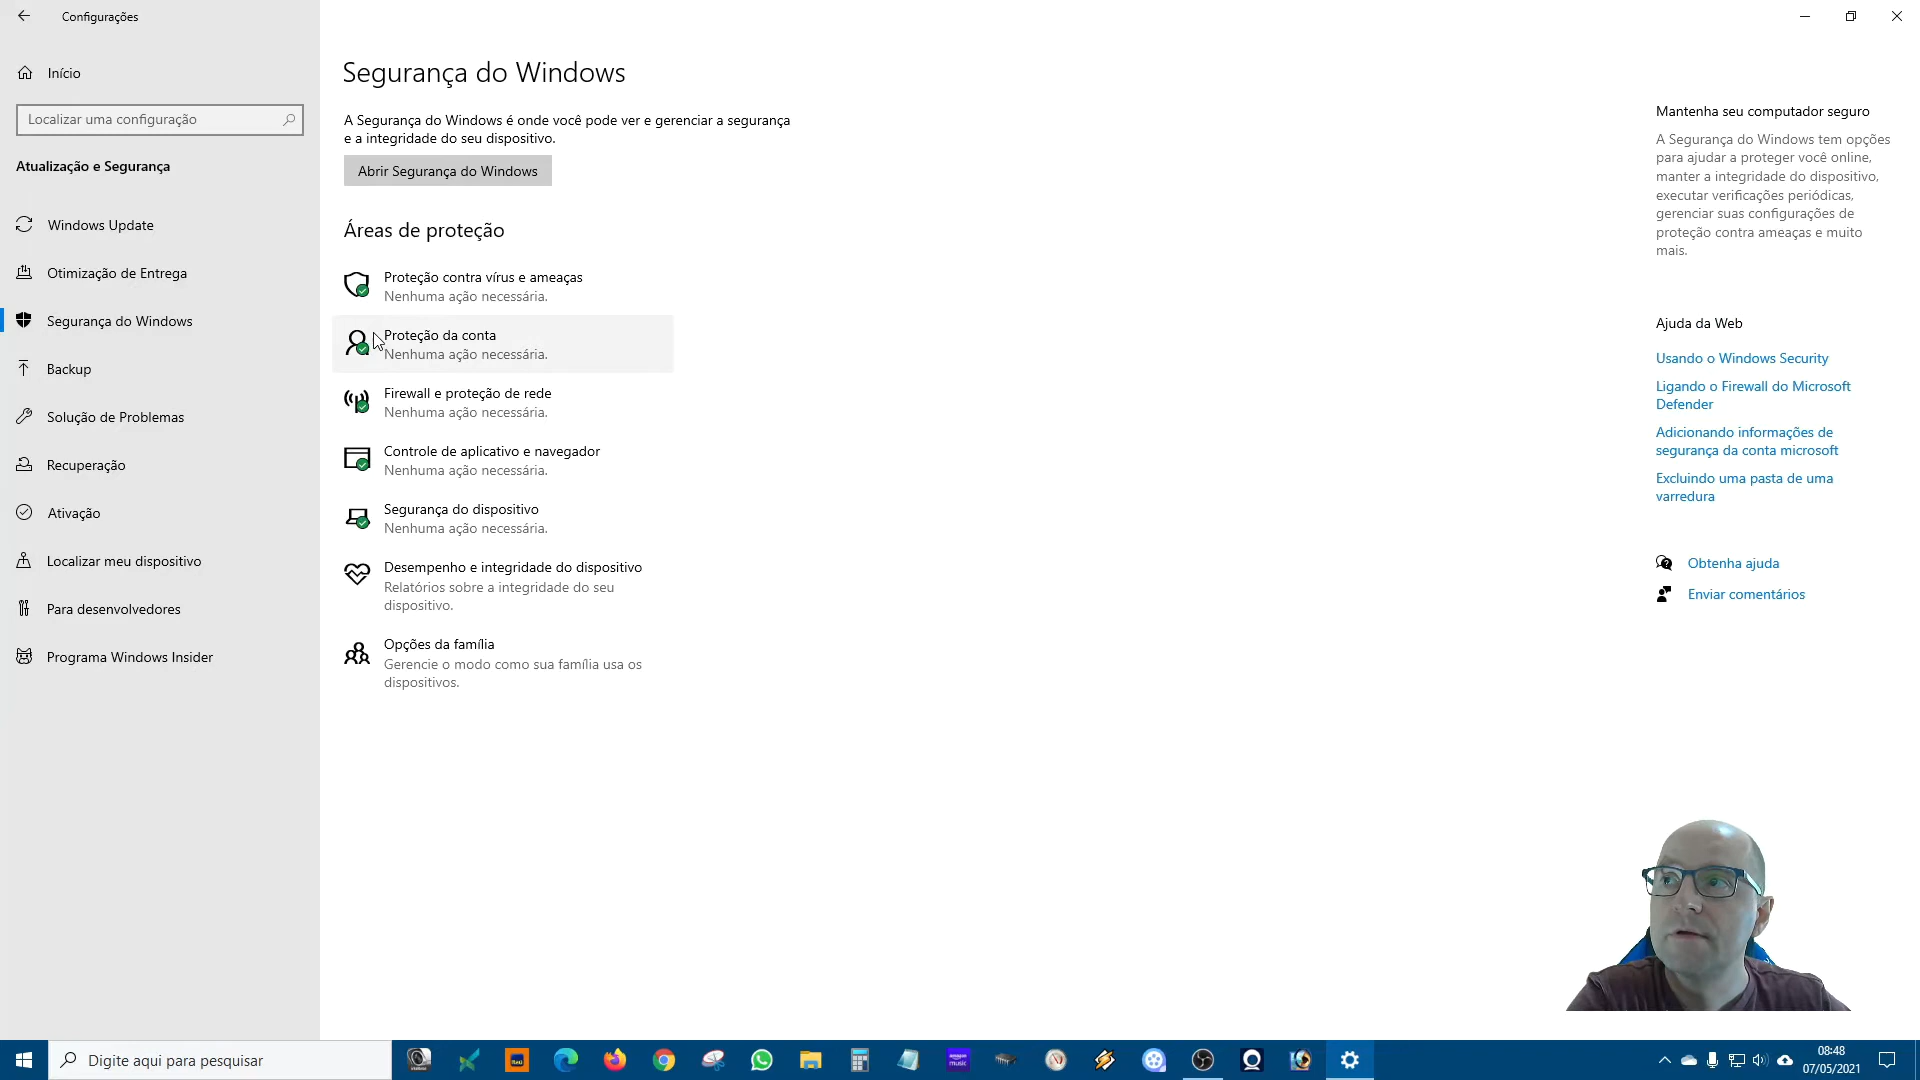 Configurações
Início
Localizar uma configuração
Atualização e Segurança
Windows Update
Otimização de Entrega
Segurança do Windows
Backup
Solução de Problemas
Recuperação
Ativação
Localizar meu dispositivo
Para desenvolvedores
Programa Windows Insider
Segurança do Windows
A Segurança do Windows é onde você pode ver e gerenciar a segurança
e a integridade do seu dispositivo.
Abrir Segurança do Windows
Áreas de proteção
Proteção contra vírus e ameaças
Nenhuma ação necessária.
Proteção da conta
Nenhuma ação necessária.
Firewall e proteção de rede
Nenhuma ação necessária.
Controle de aplicativo e navegador
Nenhuma ação necessária.
Segurança do dispositivo
Nenhuma ação necessária.
Desempenho e integridade do dispositivo
Relatórios sobre a integridade do seu
dispositivo.
Opções da família
Gerencie o modo como sua família usa os
dispositivos.
Mantenha seu computador seguro
A Segurança do Windows tem opções
para ajudar a proteger você online,
manter a integridade do dispositivo,
executar verificações periódicas,
gerenciar suas configurações de
proteção contra ameaças e muito
mais.
Ajuda da Web
Usando o Windows Security
Ligando o Firewall do Microsoft
Defender
Adicionando informações de
segurança da conta microsoft
Excluindo uma pasta de uma
varredura
Obtenha ajuda
Enviar comentários
Digite aqui para pesquisar
amazon
music
08:48
07/05/2021